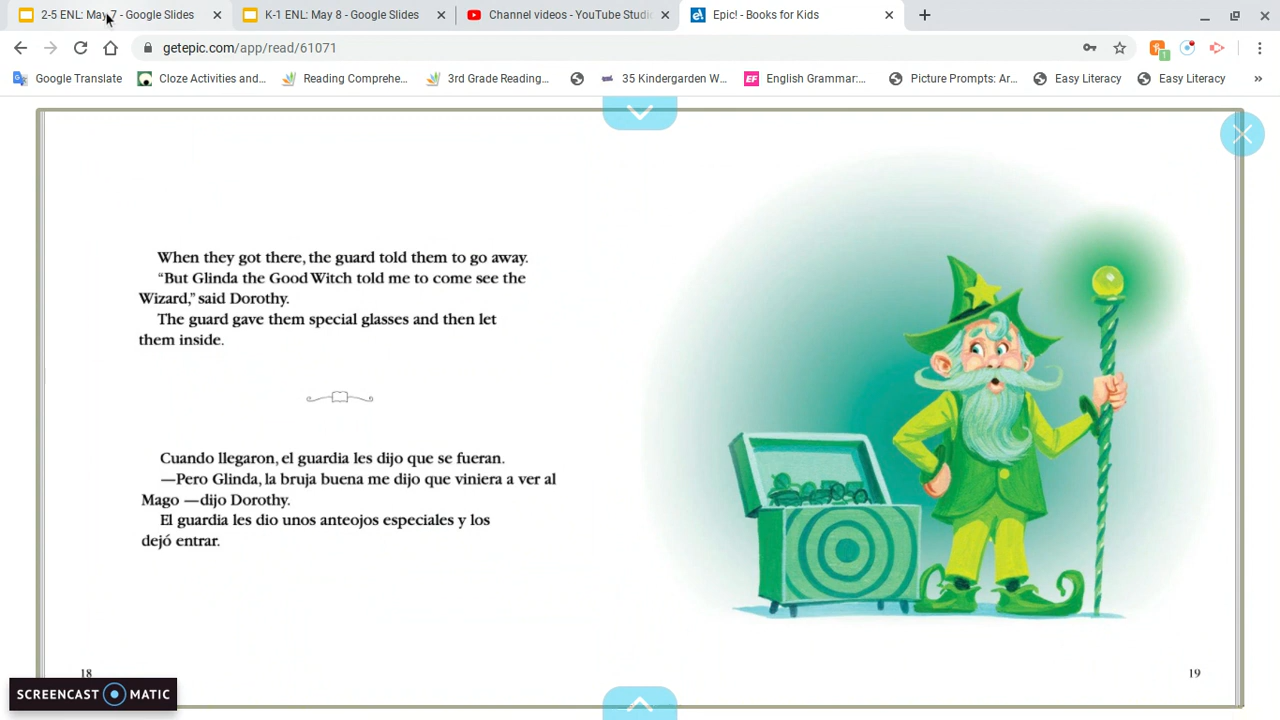 2-5 ENL: May 7 - Google Slides
K-1 ENL: May 8 - Google Slides
Channel videos - YouTube Studi
Epic! - Books for Kids
getepic.com/app/read/61071
1
Google Translate
Cloze Activities and...
Reading Comprehe...
3rd Grade Reading...
35 Kindergarden W...
EF
English Grammar:...
Picture Prompts: Ar...
Easy Literacy
Easy Literacy
»
When they got there, the guard told them to go away.
“But Glinda the Good Witch told me to come see the
Wizard,” said Dorothy.
The guard gave them special glasses and then let
them inside.
Cuando llegaron, el guardia les dijo que se fueran.
—Pero Glinda, la bruja buena me dijo que viniera a ver al
Mago —dijo Dorothy.
El guardia les dio unos anteojos especiales y los
dejó entrar.
18
19
SCREENCAST MATIC